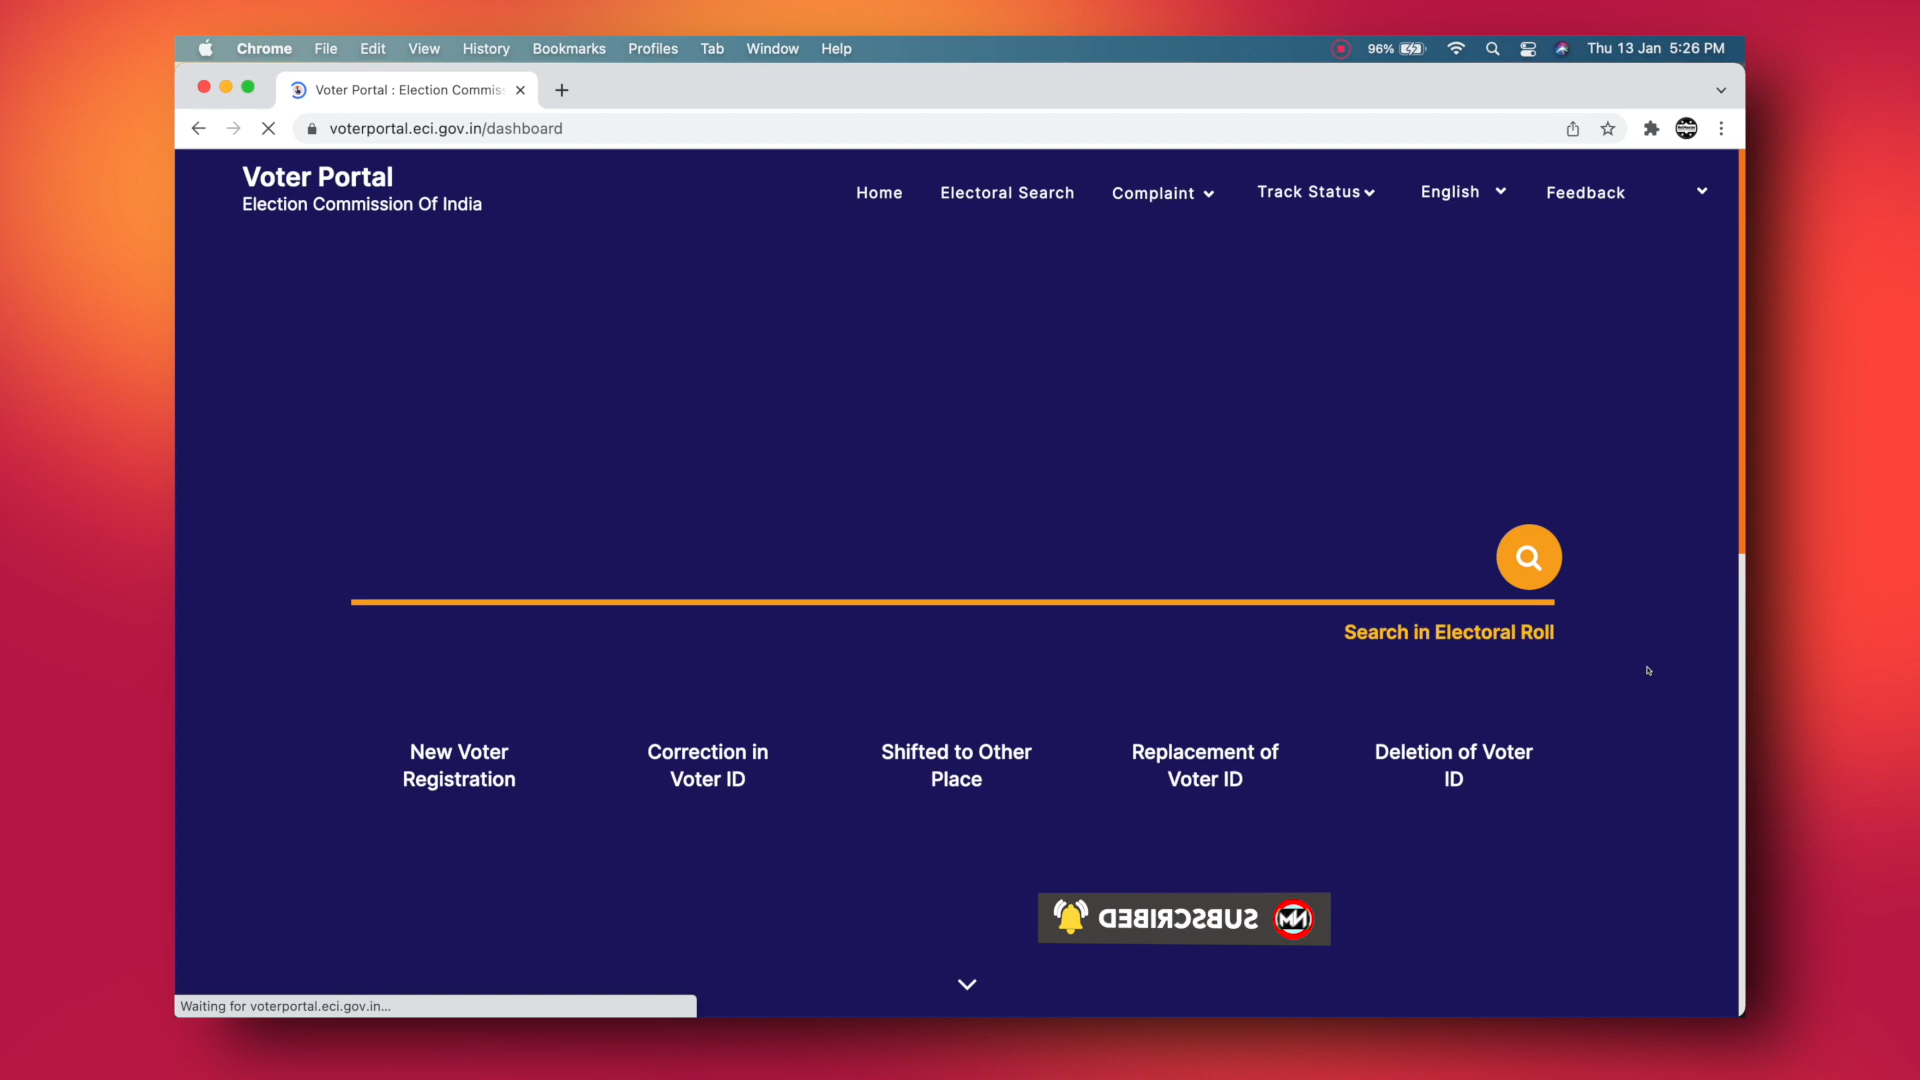 Chrome File Edit View History Bookmarks Profiles Tab Window Help 96% Thu 13 Jan 5:26 PM
Voter Portal : Election Commiss
voterportal.eci.gov.in/dashboard
Voter Portal
Election Commission Of India
Home Electoral Search Complaint Track Status English Feedback
Search in Electoral Roll
New Voter
Registration
Correction in
Voter ID
Shifted to Other
Place
Replacement of
Voter ID
Deletion of Voter
ID
SUBSCRIBED
Waiting for voterportal.eci.gov.in...